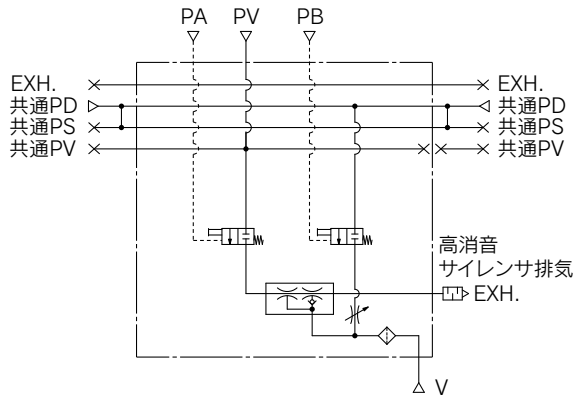 PA PV PB
EXH. EXH.
共通PD 共通PD
共通PS 共通PS
共通PV 共通PV
高消音
サイレンサ排気
EXH.
V